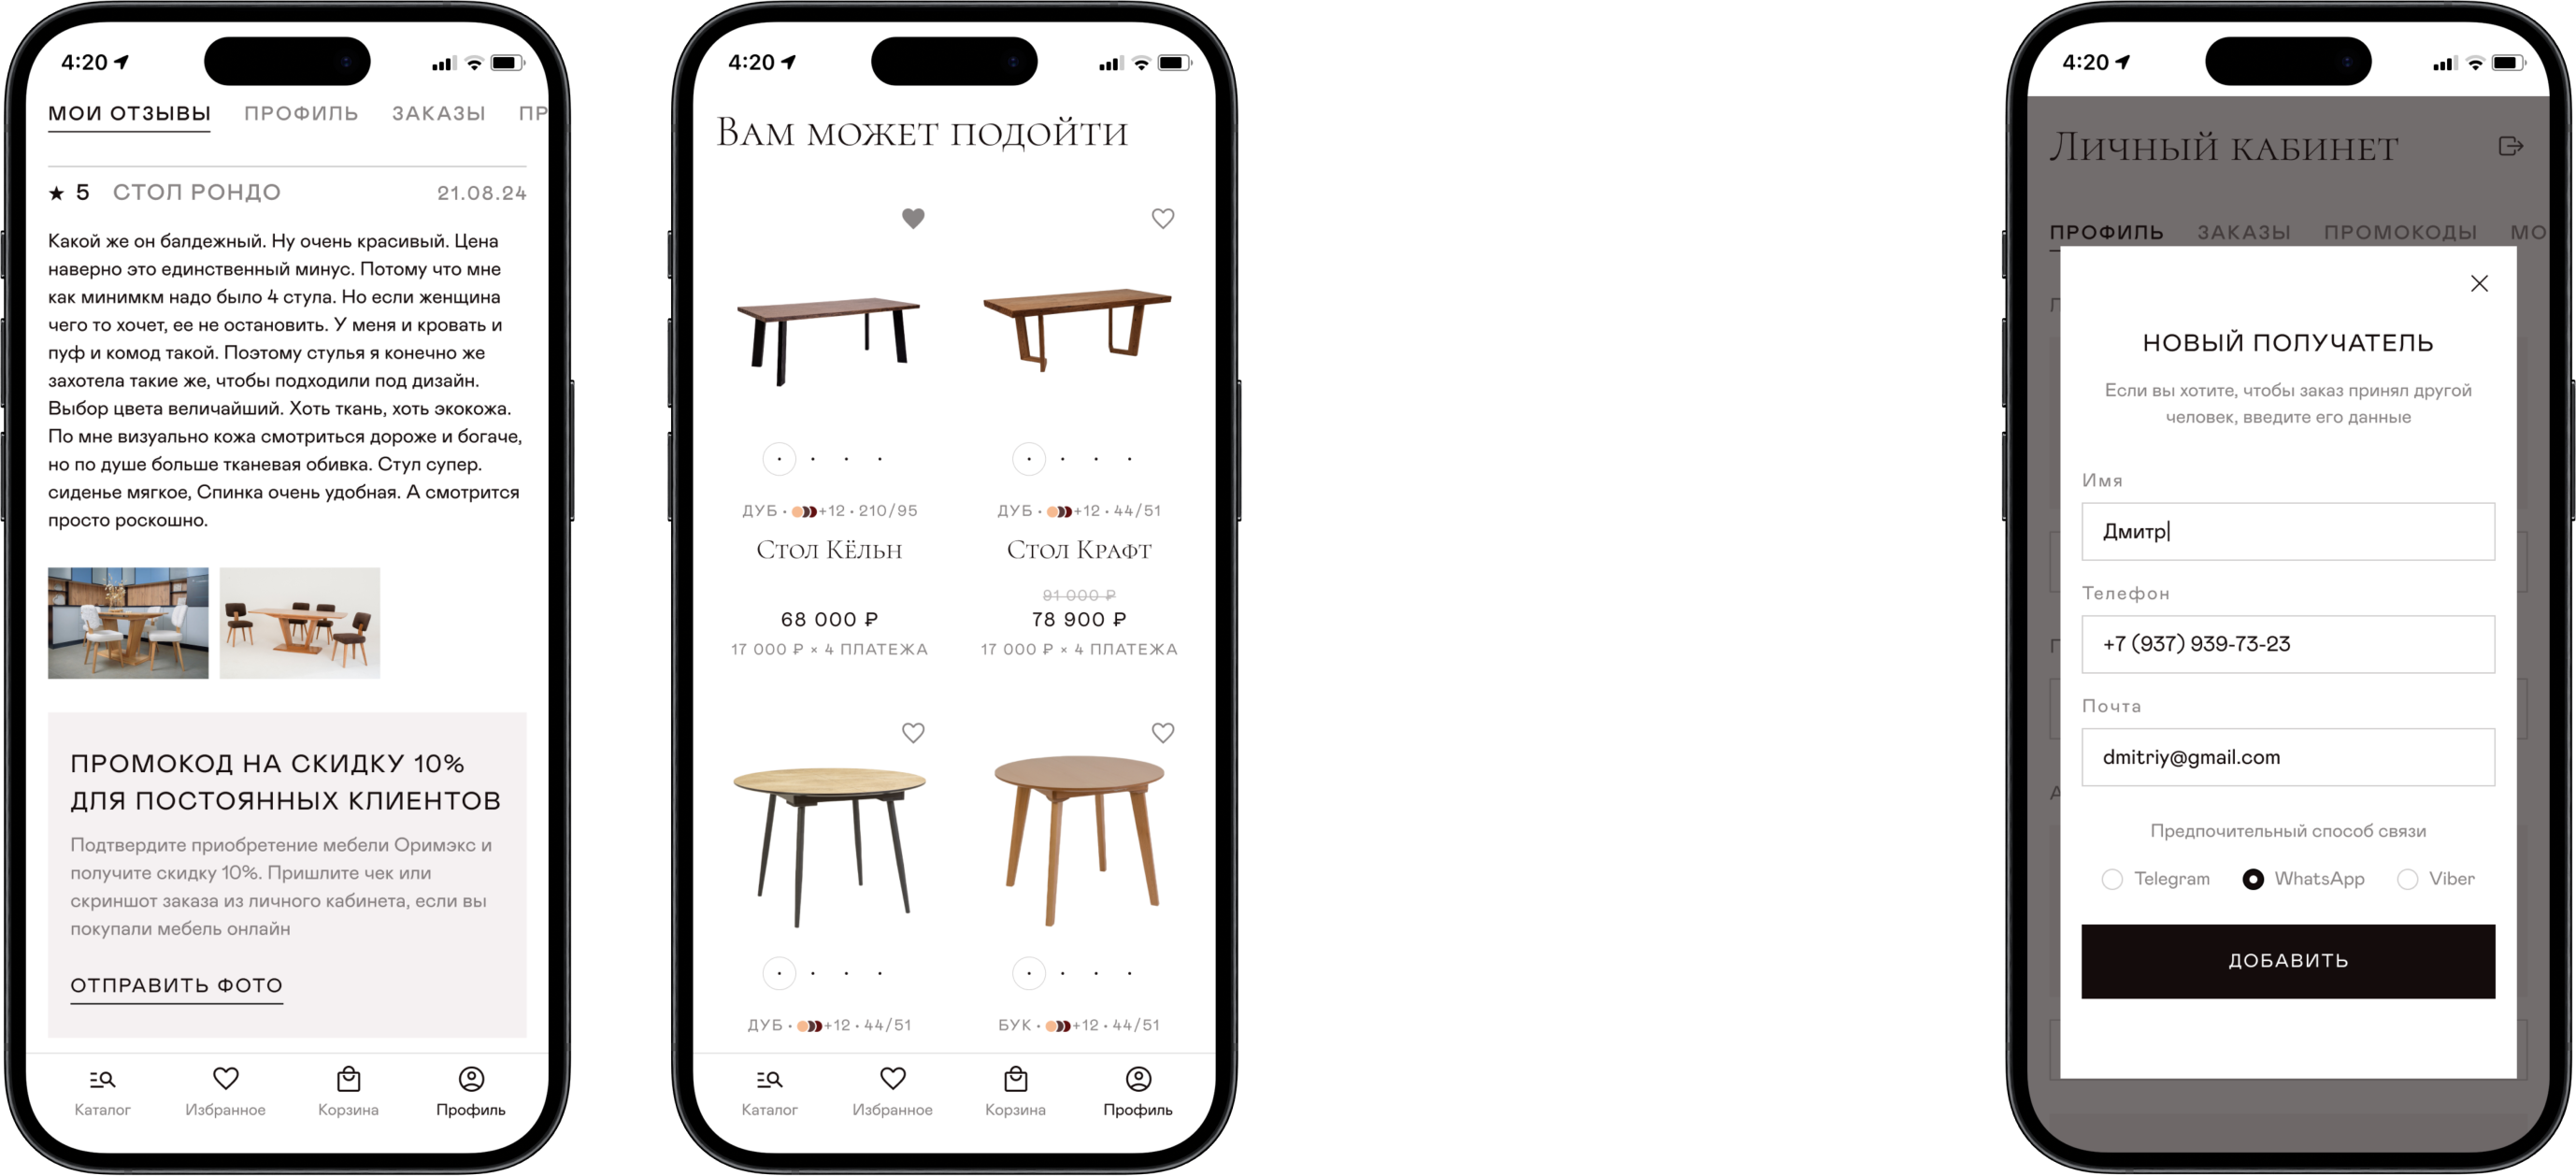 4:20
МОИ ОТЗЫВЫ ПРОФИЛЬ ЗАКАЗЫ ПР
★ 5 СТОЛ РОНДО 21.08.24
Какой же он балдежный. Ну очень красивый. Цена
наверно это единственный минус. Потому что мне
как минимкм надо было 4 стула. Но если женщина
чего то хочет, ее не остановить. У меня и кровать и
пуф и комод такой. Поэтому стулья я конечно же
захотела такие же, чтобы подходили под дизайн.
Выбор цвета величайший. Хоть ткань, хоть экокожа.
По мне визуально кожа смотриться дороже и богаче,
но по душе больше тканевая обивка. Стул супер.
сиденье мягкое, Спинка очень удобная. А смотрится
просто роскошно.
ПРОМОКОД НА СКИДКУ 10%
ДЛЯ ПОСТОЯННЫХ КЛИЕНТОВ
Подтвердите приобретение мебели Оримэкс и
получите скидку 10%. Пришлите чек или
скриншот заказа из личного кабинета, если вы
покупали мебель онлайн
ОТПРАВИТЬ ФОТО
Каталог Избранное Корзина Профиль
4:20
Вам может подойти
ДУБ · +12 · 210/95
Стол Кёльн
68 000 ₽
17 000 ₽ × 4 ПЛАТЕЖА
ДУБ · +12 · 44/51
Стол Крафт
91 000 ₽
78 900 ₽
17 000 ₽ × 4 ПЛАТЕЖА
ДУБ · +12 · 44/51
БУК · +12 · 44/51
Каталог Избранное Корзина Профиль
4:20
Личный кабинет
ПРОФИЛЬ ЗАКАЗЫ ПРОМОКОДЫ МО
НОВЫЙ ПОЛУЧАТЕЛЬ
Если вы хотите, чтобы заказ принял другой
человек, введите его данные
Имя
Дмитр
Телефон
+7 (937) 939-73-23
Почта
dmitriy@gmail.com
Предпочительный способ связи
Telegram WhatsApp Viber
ДОБАВИТЬ